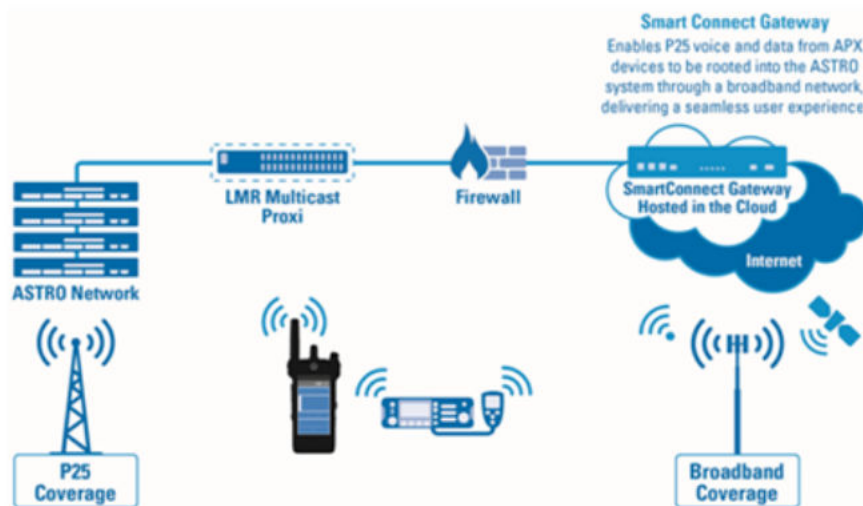 Smart Connect Gateway
Enables P25 voice and data from APX
devices to be rooted into the ASTRO
system through a broadband network,
delivering a seamless user experience
LMR Multicast
Proxi
Firewall
SmartConnect Gateway
Hosted in the Cloud
Internet
ASTRO Network
P25
Coverage
Broadband
Coverage